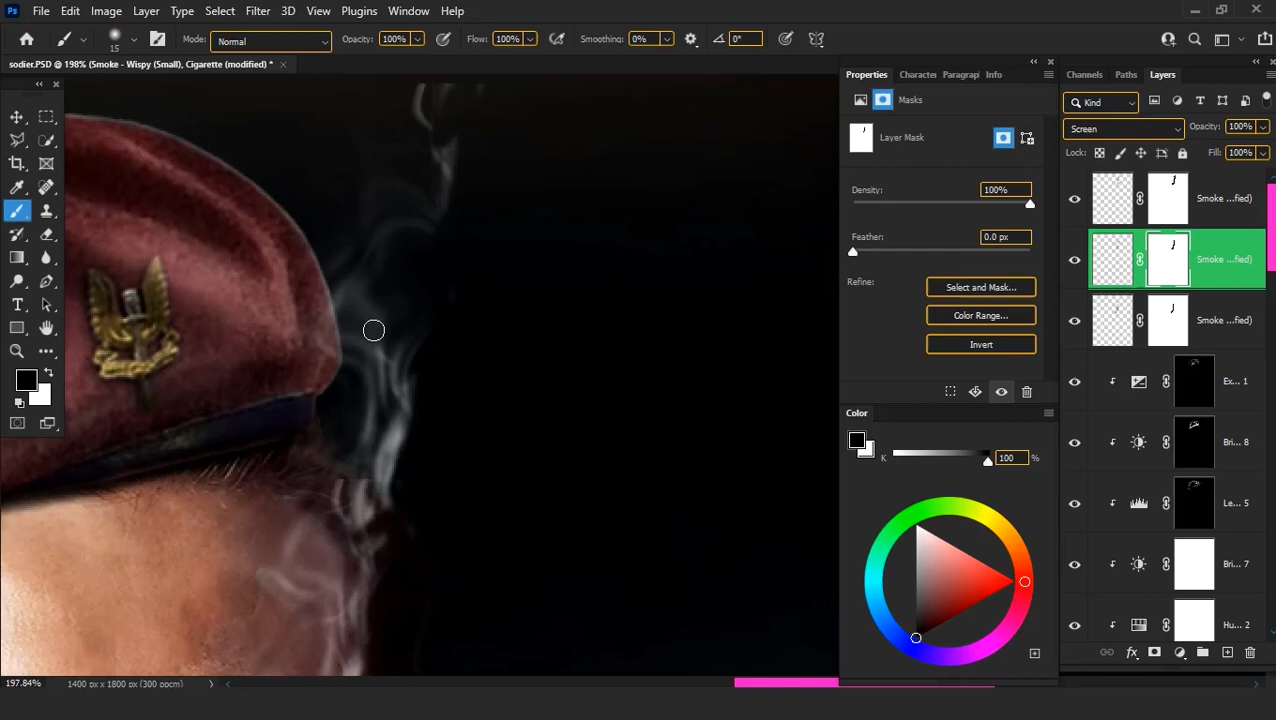 Ps File Edit Image Layer Type Select Filter 3D View Plugins Window Help
15 Mode: Normal Opacity: 100% Flow: 100% Smoothing: 0% 0°
sodier.PSD @ 198% (Smoke - Wispy (Small), Cigarette (modified) *
Properties Character Paragrap Info
Channels Paths Layers
Masks
Kind
Layer Mask
Screen Opacity: 100%
Lock: Fill: 100%
Density: 100%
Smoke ...fied)
Feather: 0.0 px
Smoke ...fied)
Refine: Select and Mask...
Color Range...
Smoke ...fied)
Invert
Ex... 1
Color
Bri... 8
K 100 %
Le... 5
Bri... 7
Hu... 2
197.84% 1400 px x 1800 px (300 ppcm)